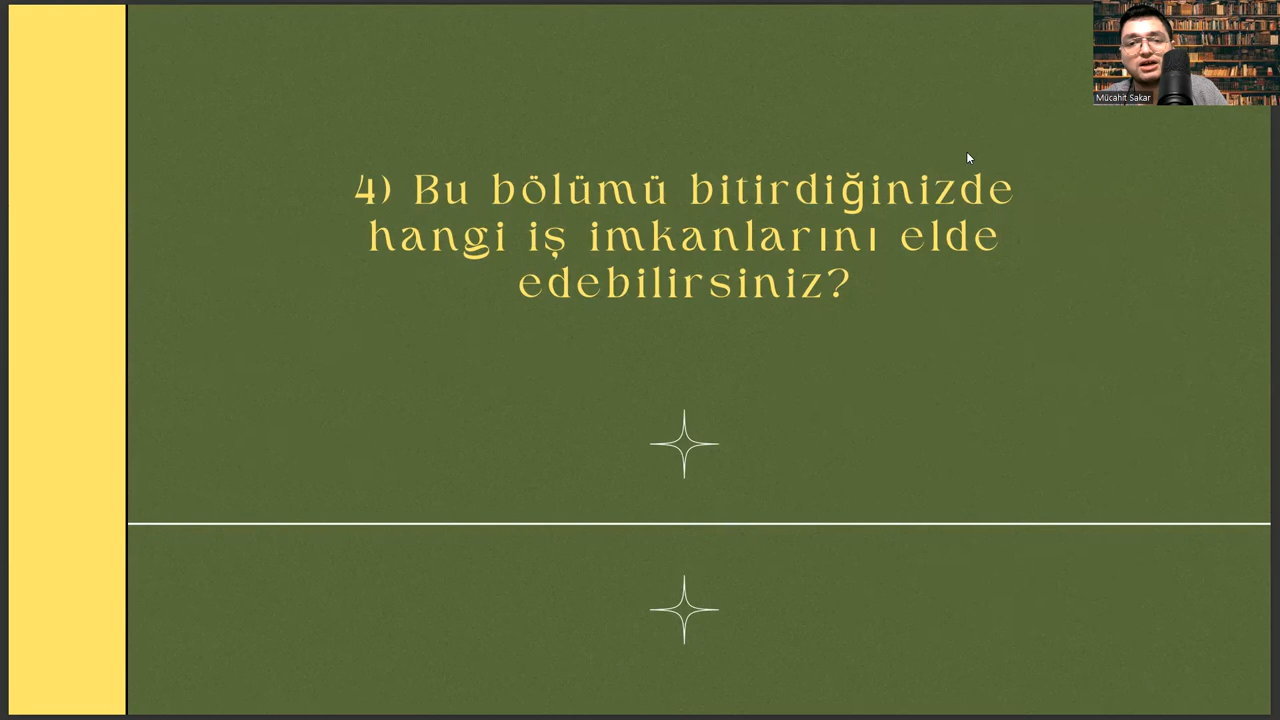 4) Bu bölümü bitirdiğinizde
hangi iş imkanlarını elde
edebilirsiniz?
Mücahit Sakar